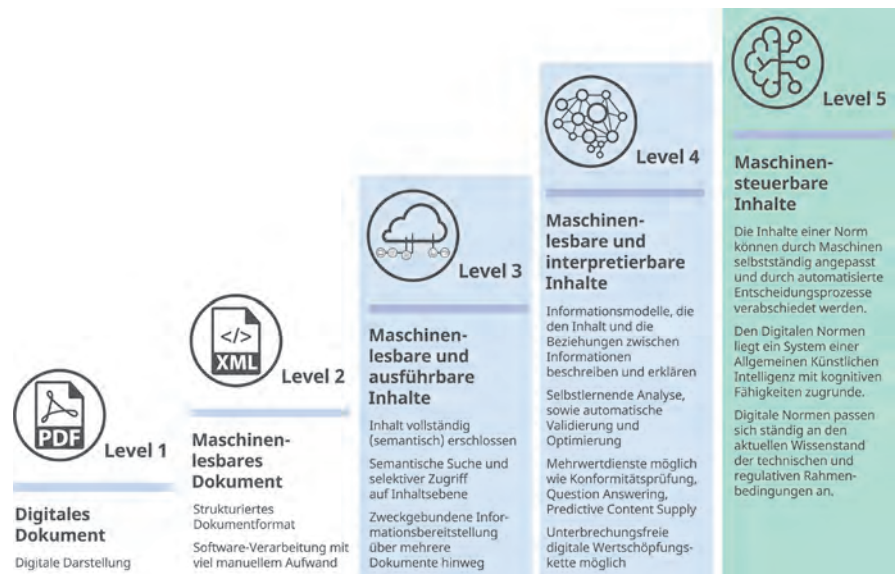 PDF
Level 1
Digitales
Dokument
Digitale Darstellung
</>
XML
Level 2
Maschinen-
lesbares
Dokument
Strukturiertes
Dokumentformat
Software-Verarbeitung mit
viel manuellem Aufwand
Level 3
Maschinen-
lesbare und
ausführbare
Inhalte
Inhalt vollständig
(semantisch) erschlossen
Semantische Suche und
selektiver Zugriff
auf Inhaltsebene
Zweckgebundene Infor-
mationsbereitstellung
über mehrere
Dokumente hinweg
Level 4
Maschinen-
lesbare und
interpretierbare
Inhalte
Informationsmodelle, die
den Inhalt und die
Beziehungen zwischen
Informationen
beschreiben und erklären
Selbstlernende Analyse,
sowie automatische
Validierung und
Optimierung
Mehrwertdienste möglich
wie Konformitätsprüfung,
Question Answering,
Predictive Content Supply
Unterbrechungsfreie
digitale Wertschöpfungs-
kette möglich
Level 5
Maschinen-
steuerbare
Inhalte
Die Inhalte einer Norm
können durch Maschinen
selbstständig angepasst
und durch automatisierte
Entscheidungsprozesse
verabschiedet werden.
Den Digitalen Normen
liegt ein System einer
Allgemeinen Künstlichen
Intelligenz mit kognitiven
Fähigkeiten zugrunde.
Digitale Normen passen
sich ständig an den
aktuellen Wissenstand
der technischen und
regulativen Rahmen-
bedingungen an.